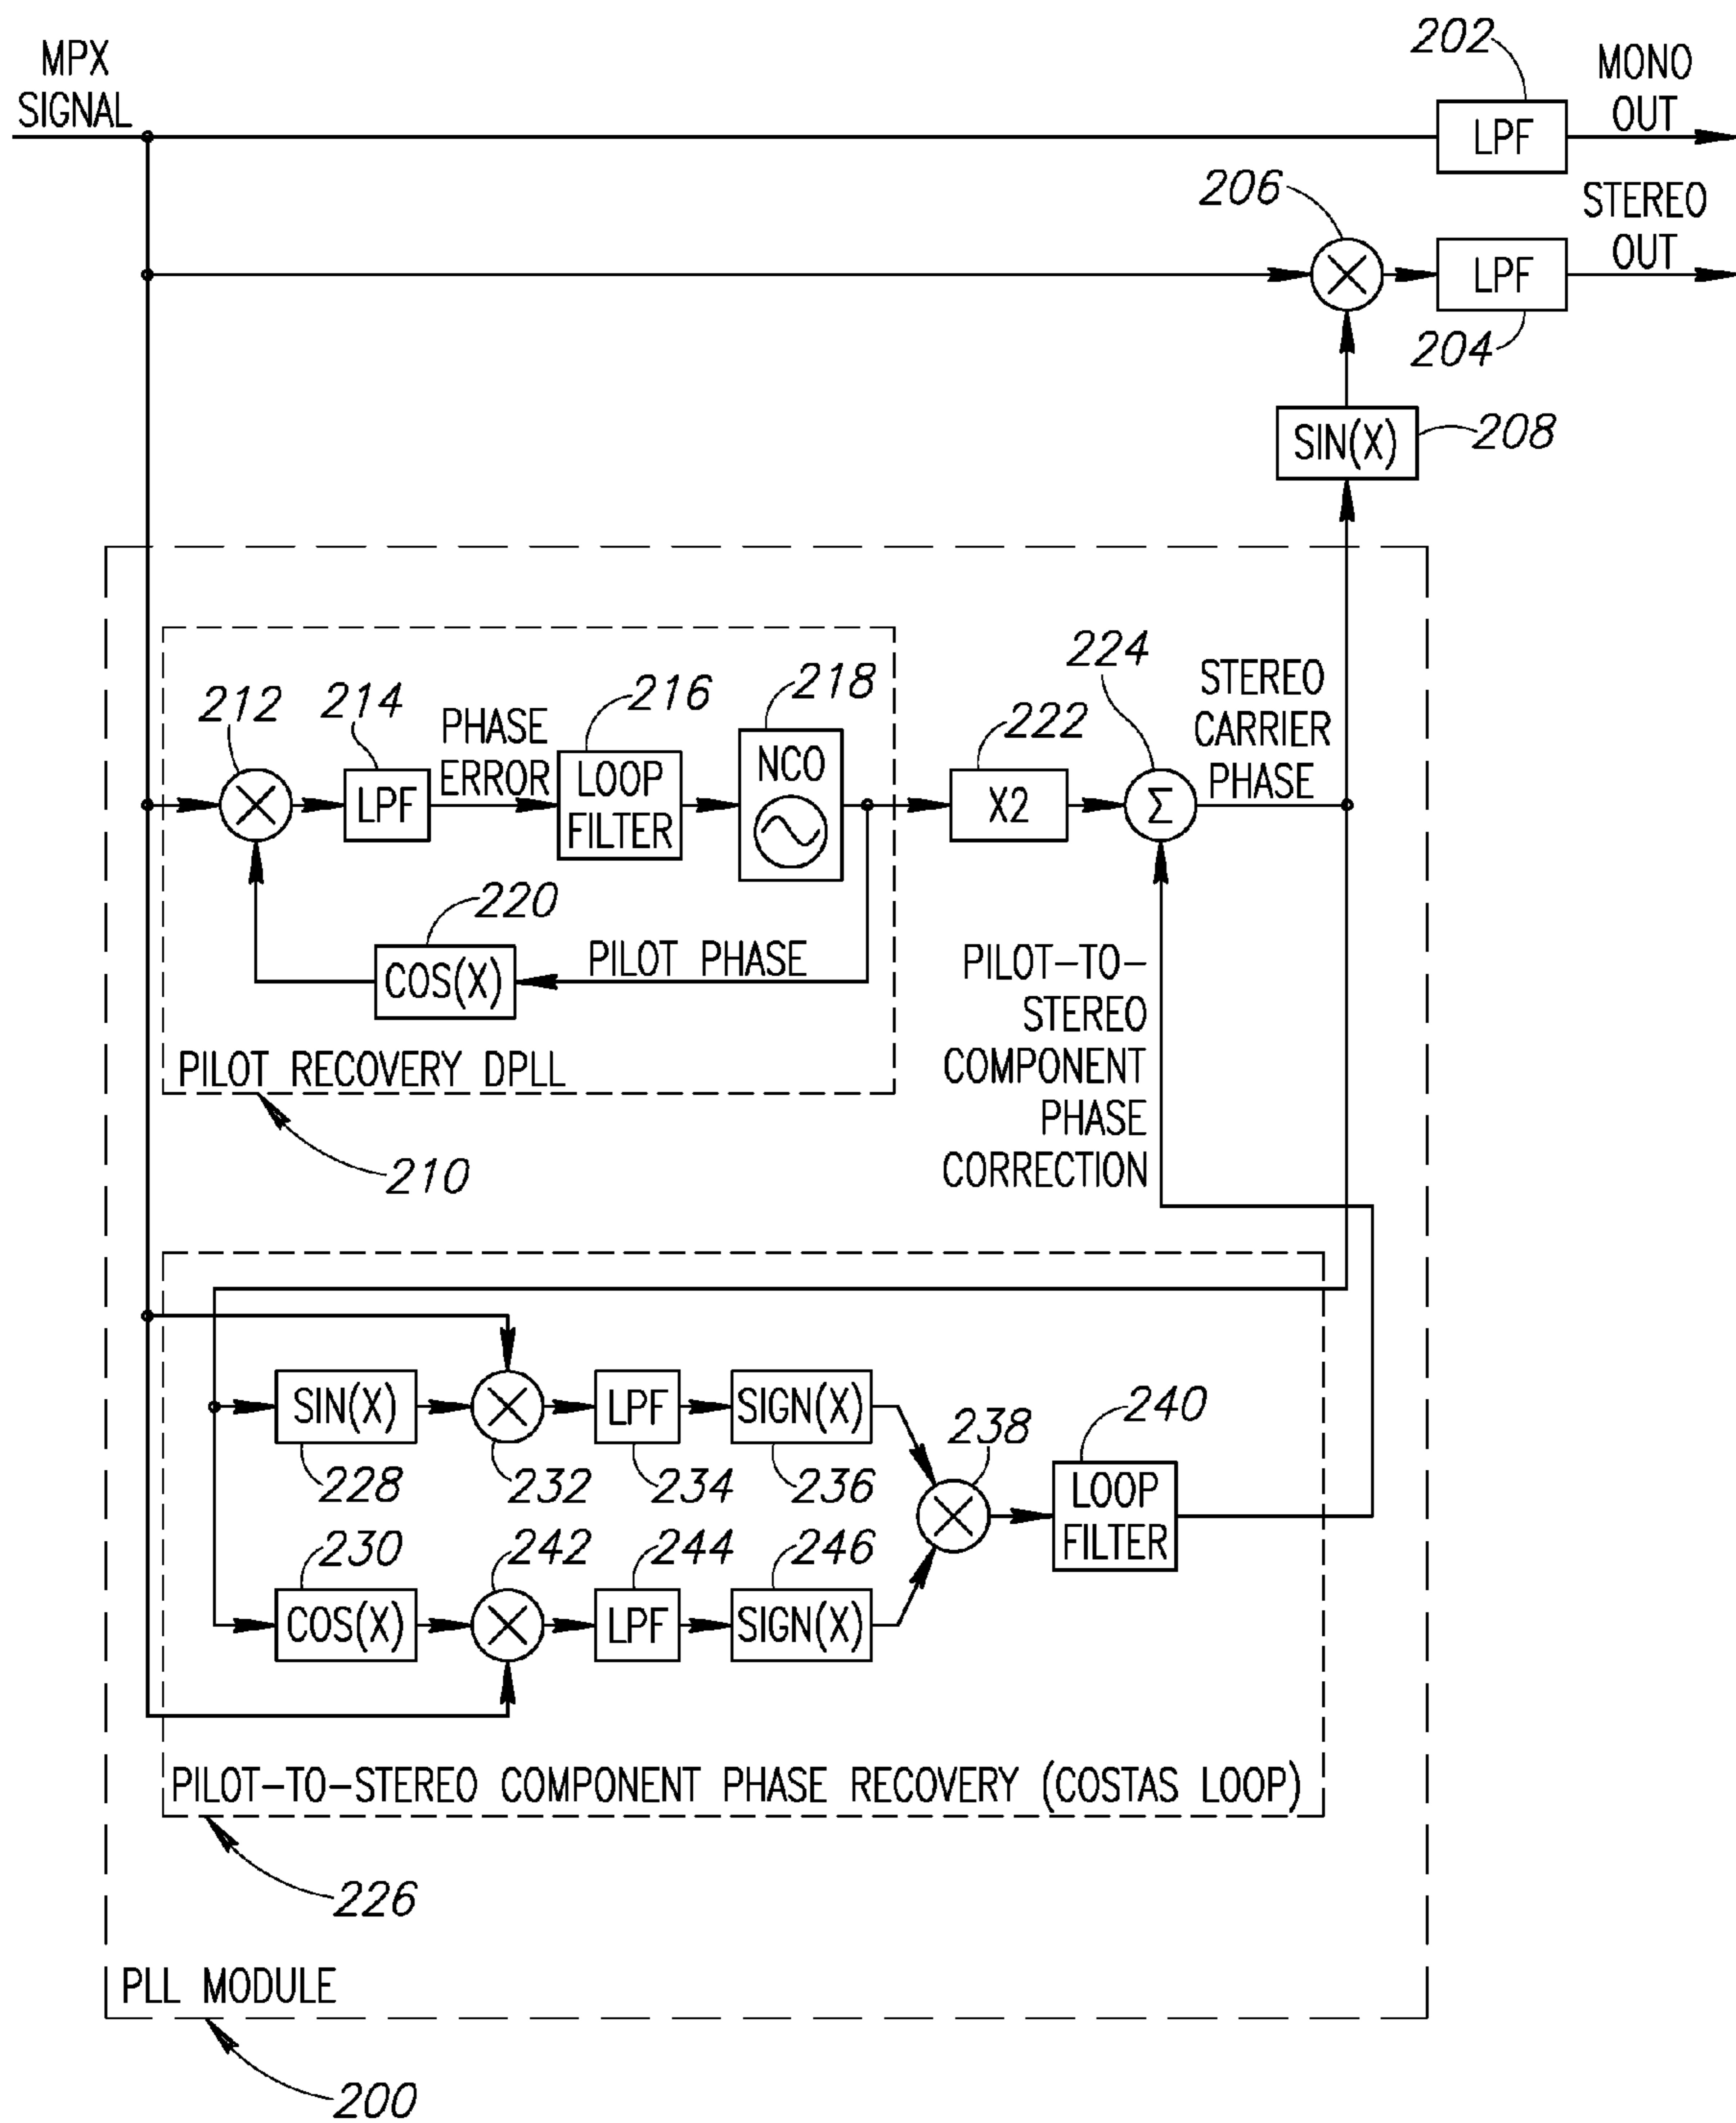 MPX
SIGNAL
202
MONO
OUT
LPF
206
STEREO
OUT
LPF
204
SIN(X)
208
212
214
PHASE
ERROR
216
218
222
224
STEREO
CARRIER
PHASE
LPF
LOOP
FILTER
NCO
X2
Σ
220
COS(X)
PILOT PHASE
PILOT-TO-
STEREO
COMPONENT
PHASE
CORRECTION
PILOT RECOVERY DPLL
210
SIN(X)
LPF
SIGN(X)
228
232
234
236
238
240
LOOP
FILTER
230
242
244
246
COS(X)
LPF
SIGN(X)
PILOT-TO-STEREO COMPONENT PHASE RECOVERY (COSTAS LOOP)
226
PLL MODULE
200